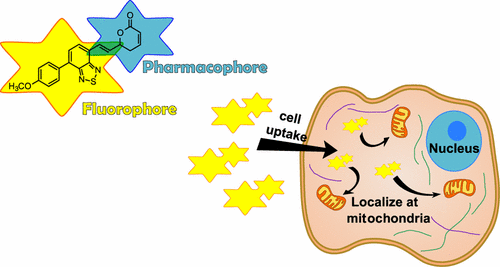 O
O
Pharmacophore
N
S
N
H₃CO
Fluorophore
cell
uptake
Nucleus
Localize at
mitochondria